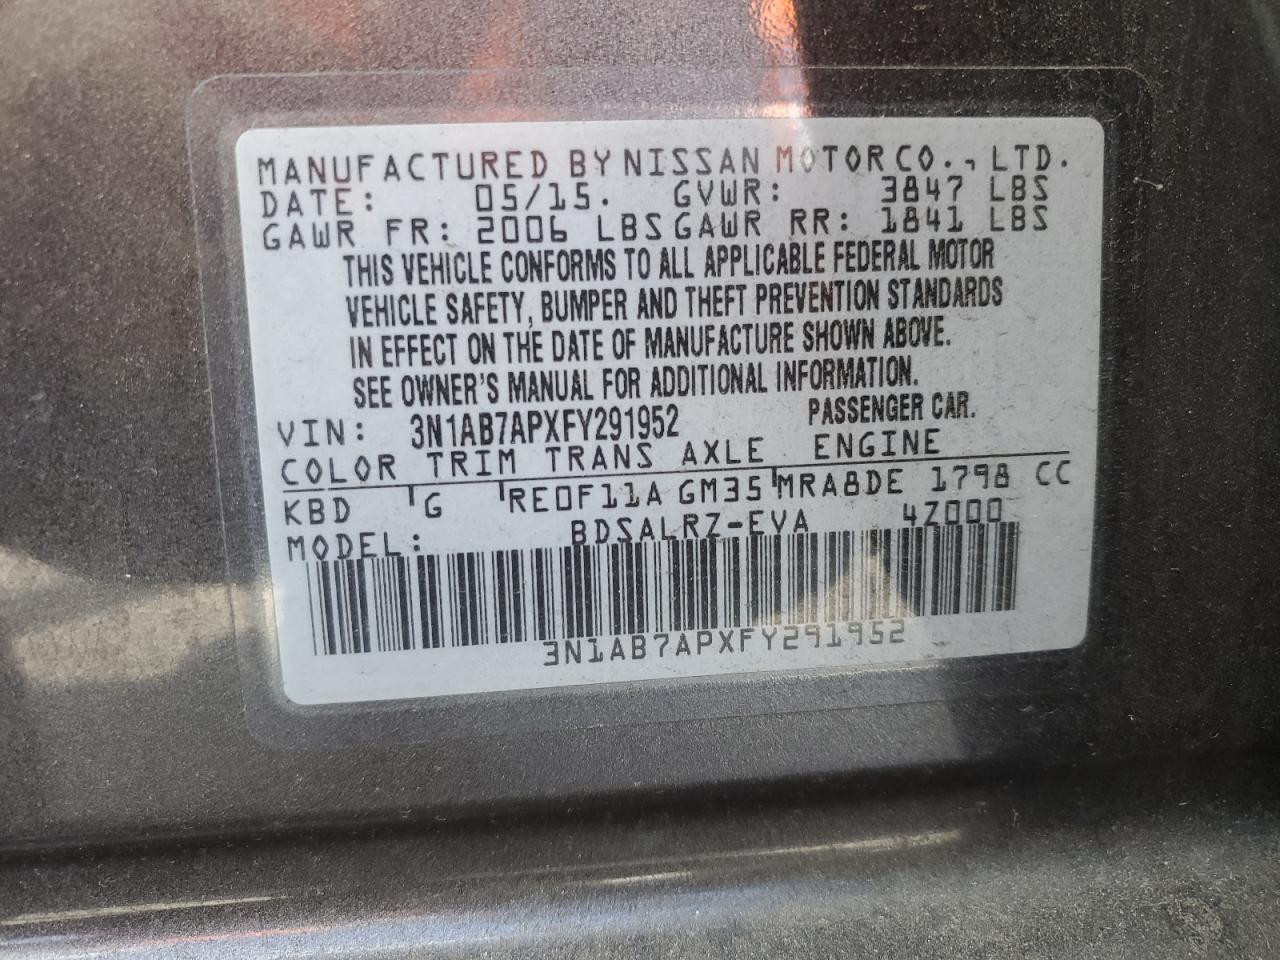 MANUFACTURED BY NISSAN MOTOR CO., LTD.
DATE: 05/15. GVWR: 3847 LBS
GAWR FR: 2006 LBS GAWR RR: 1841 LBS
THIS VEHICLE CONFORMS TO ALL APPLICABLE FEDERAL MOTOR
VEHICLE SAFETY, BUMPER AND THEFT PREVENTION STANDARDS
IN EFFECT ON THE DATE OF MANUFACTURE SHOWN ABOVE.
SEE OWNER'S MANUAL FOR ADDITIONAL INFORMATION.
VIN: 3N1AB7APXFY291952 PASSENGER CAR.
COLOR TRIM TRANS AXLE ENGINE
KBD G RE0F11A GM35 MRA8DE 1798 CC
MODEL: BDSALRZ-EVA 4Z000
3N1AB7APXFY291952